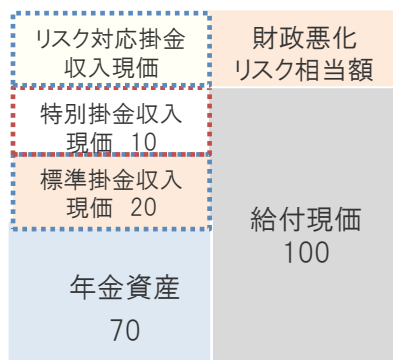 リスク対応掛金
収入現価
特別掛金収入
現価 10
標準掛金収入
現価 20
年金資産
70
財政悪化
リスク相当額
給付現価
100